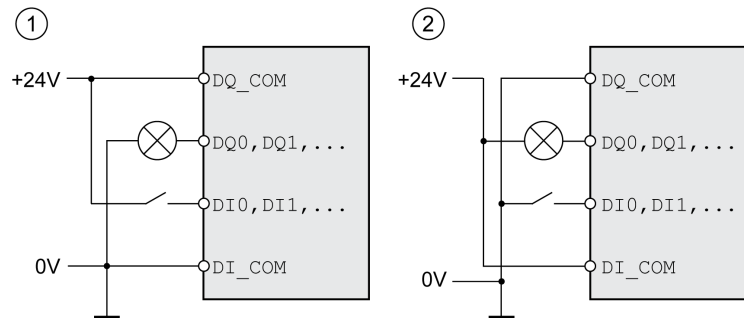 1
+24V
DQ_COM
DQ0,DQ1,...
DI0,DI1,...
0V
DI_COM
2
+24V
DQ_COM
DQ0,DQ1,...
DI0,DI1,...
0V
DI_COM